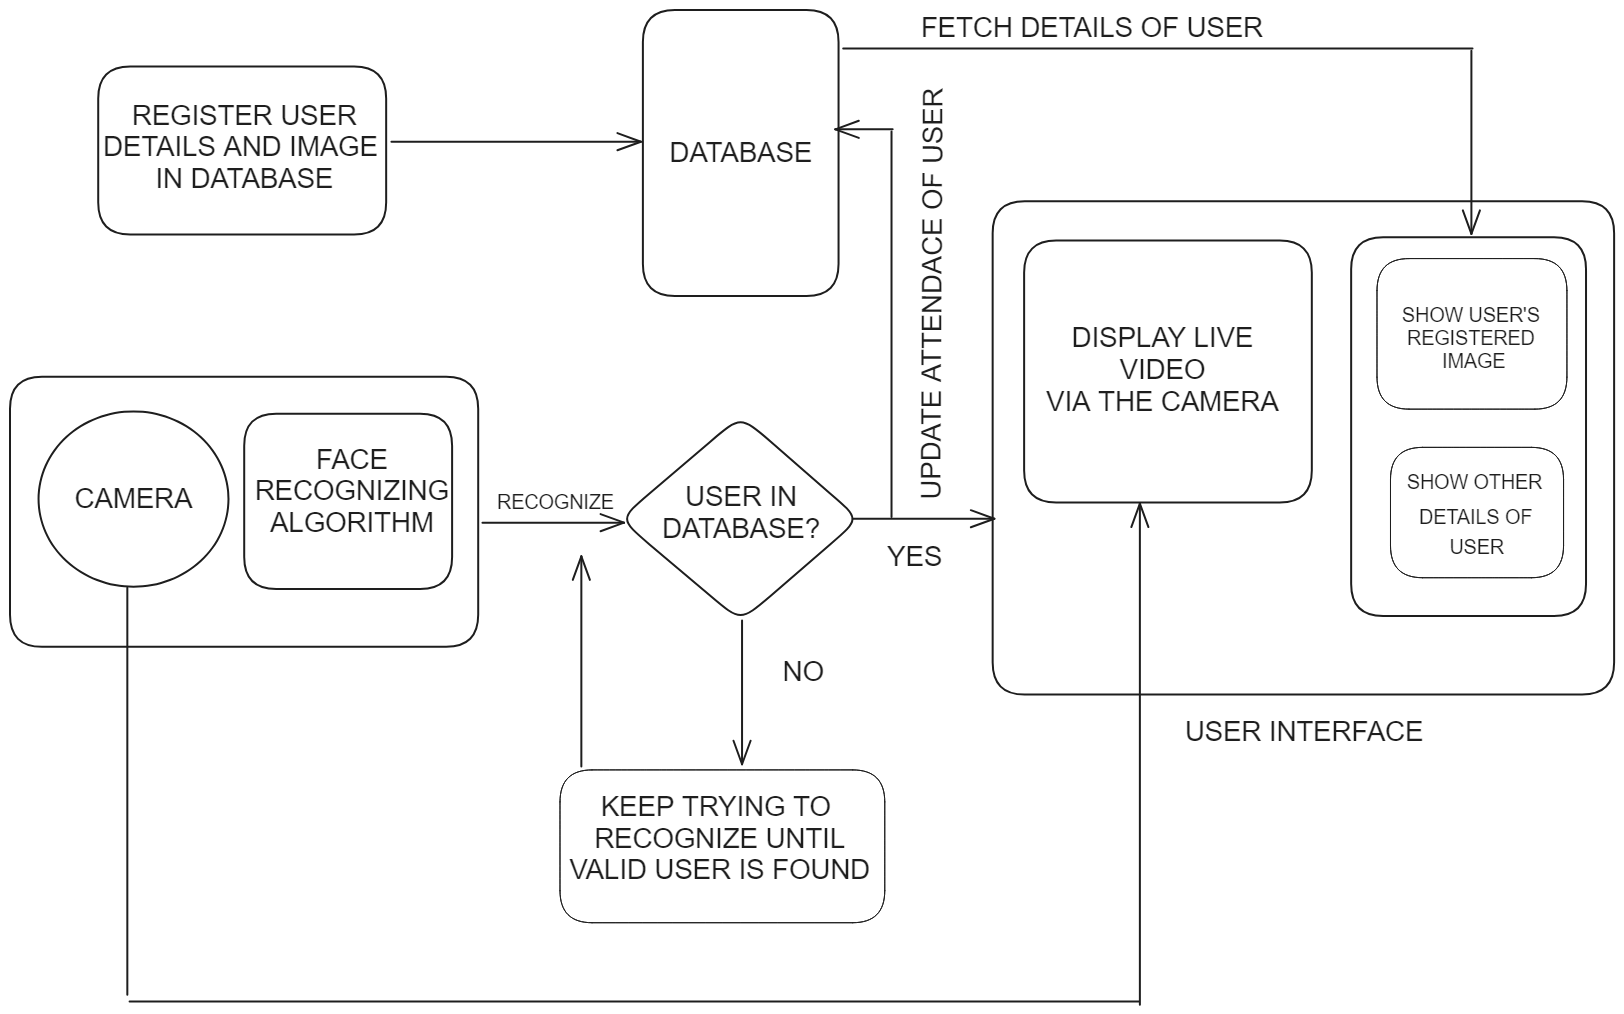 FETCH DETAILS OF USER
REGISTER USER
DETAILS AND IMAGE
IN DATABASE
DATABASE
UPDATE ATTENDACE OF USER
DISPLAY LIVE
VIDEO
VIA THE CAMERA
SHOW USER'S
REGISTERED
IMAGE
SHOW OTHER
DETAILS OF
USER
CAMERA
FACE
RECOGNIZING
ALGORITHM
RECOGNIZE
USER IN
DATABASE?
YES
NO
USER INTERFACE
KEEP TRYING TO
RECOGNIZE UNTIL
VALID USER IS FOUND